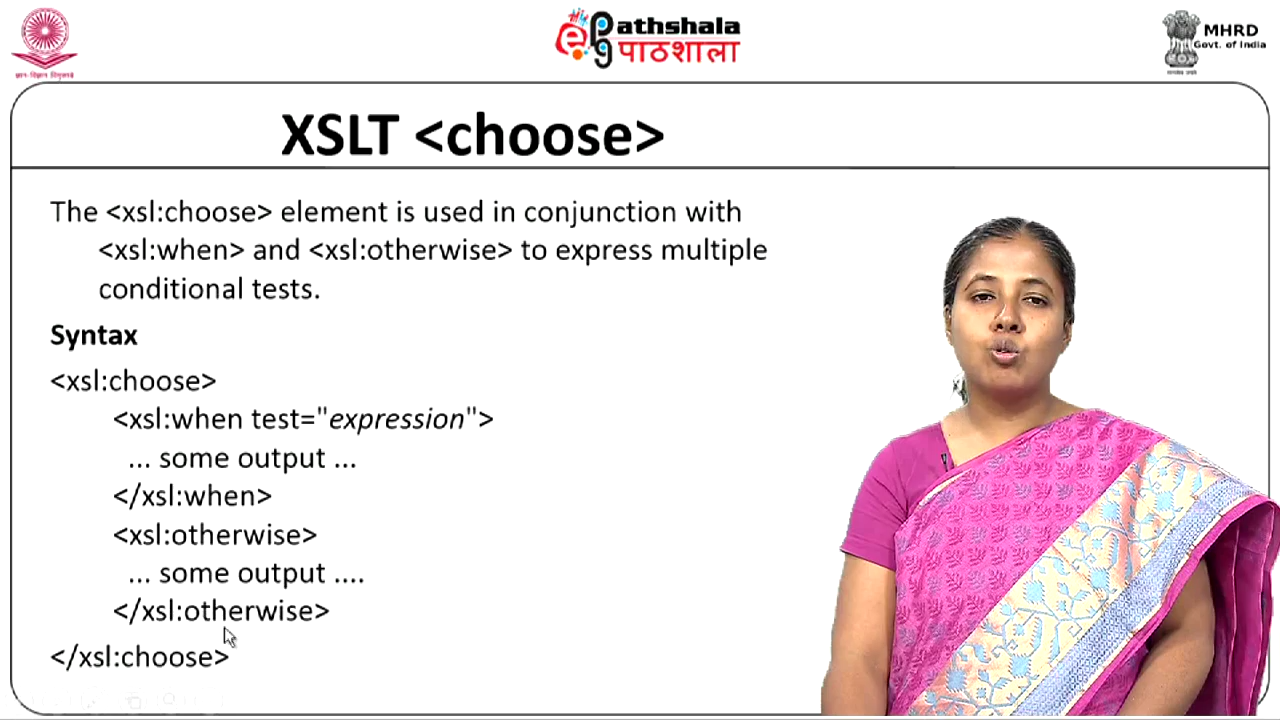 Pathshala
पाठशाला
MHRD
Govt. of India
XSLT <choose>
The <xsl:choose> element is used in conjunction with
<xsl:when> and <xsl:otherwise> to express multiple
conditional tests.
Syntax
<xsl:choose>
<xsl:when test="expression">
... some output ...
</xsl:when>
<xsl:otherwise>
... some output ....
</xsl:otherwise>
</xsl:choose>